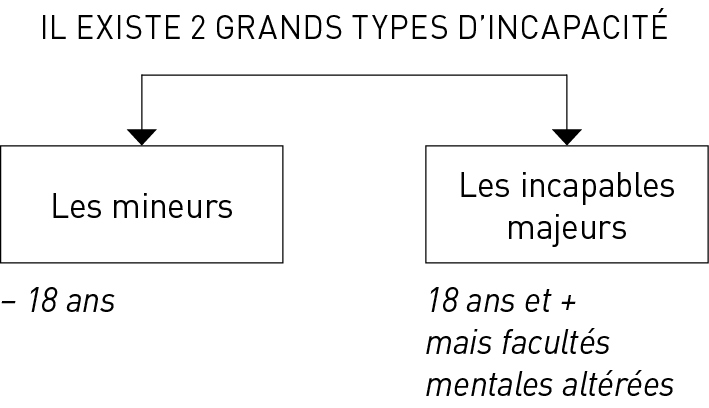 IL EXISTE 2 GRANDS TYPES D’INCAPACITÉ
Les mineurs
– 18 ans
Les incapables
majeurs
18 ans et +
mais facultés
mentales altérées